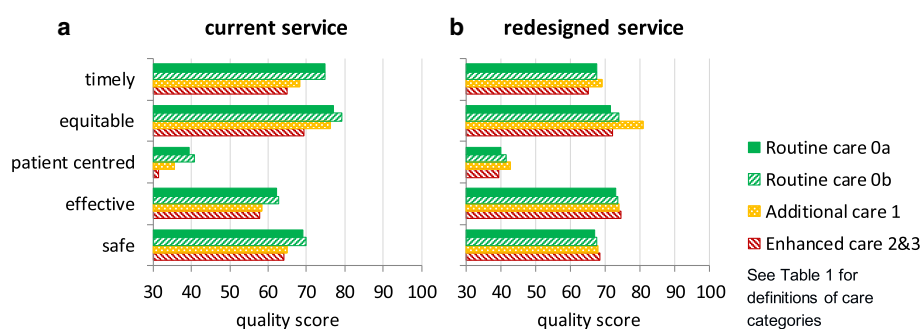 a current service
b redesigned service
timely
equitable
patient centred
effective
safe
30 40 50 60 70 80 90 100
quality score
30 40 50 60 70 80 90 100
quality score
Routine care 0a
Routine care 0b
Additional care 1
Enhanced care 2&3
See Table 1 for
definitions of care
categories